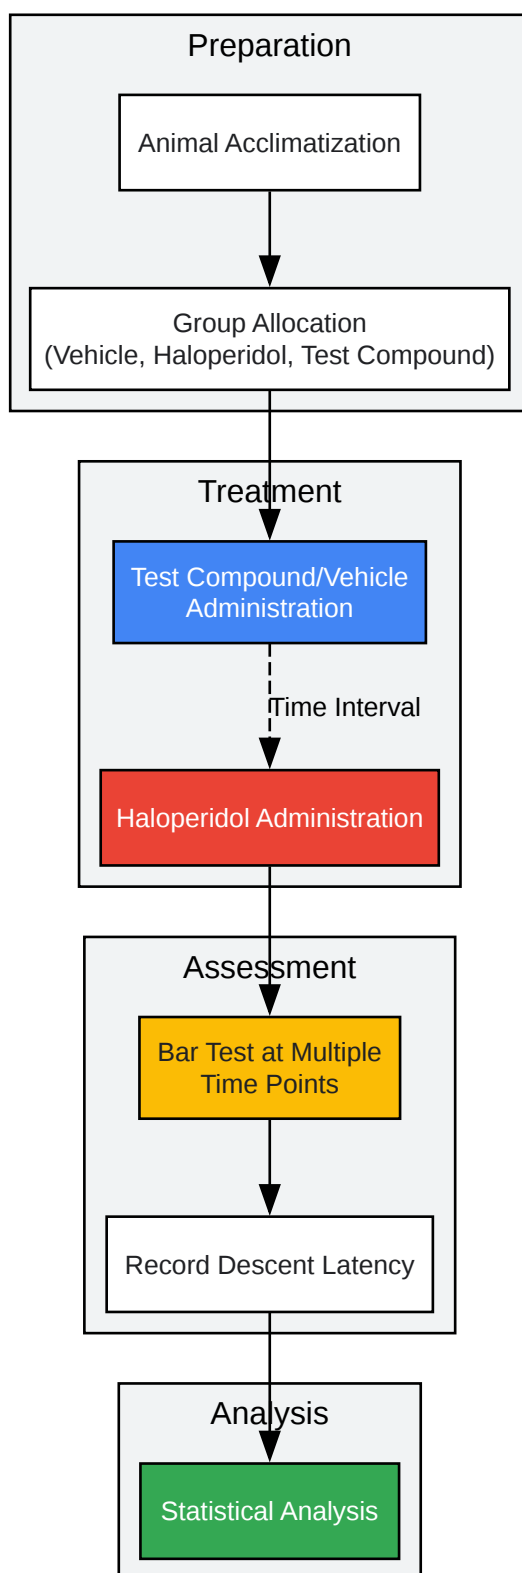 Preparation
Animal Acclimatization
Group Allocation
(Vehicle, Haloperidol, Test Compound)
Treatment
Test Compound/Vehicle
Administration
Time Interval
Haloperidol Administration
Assessment
Bar Test at Multiple
Time Points
Record Descent Latency
Analysis
Statistical Analysis